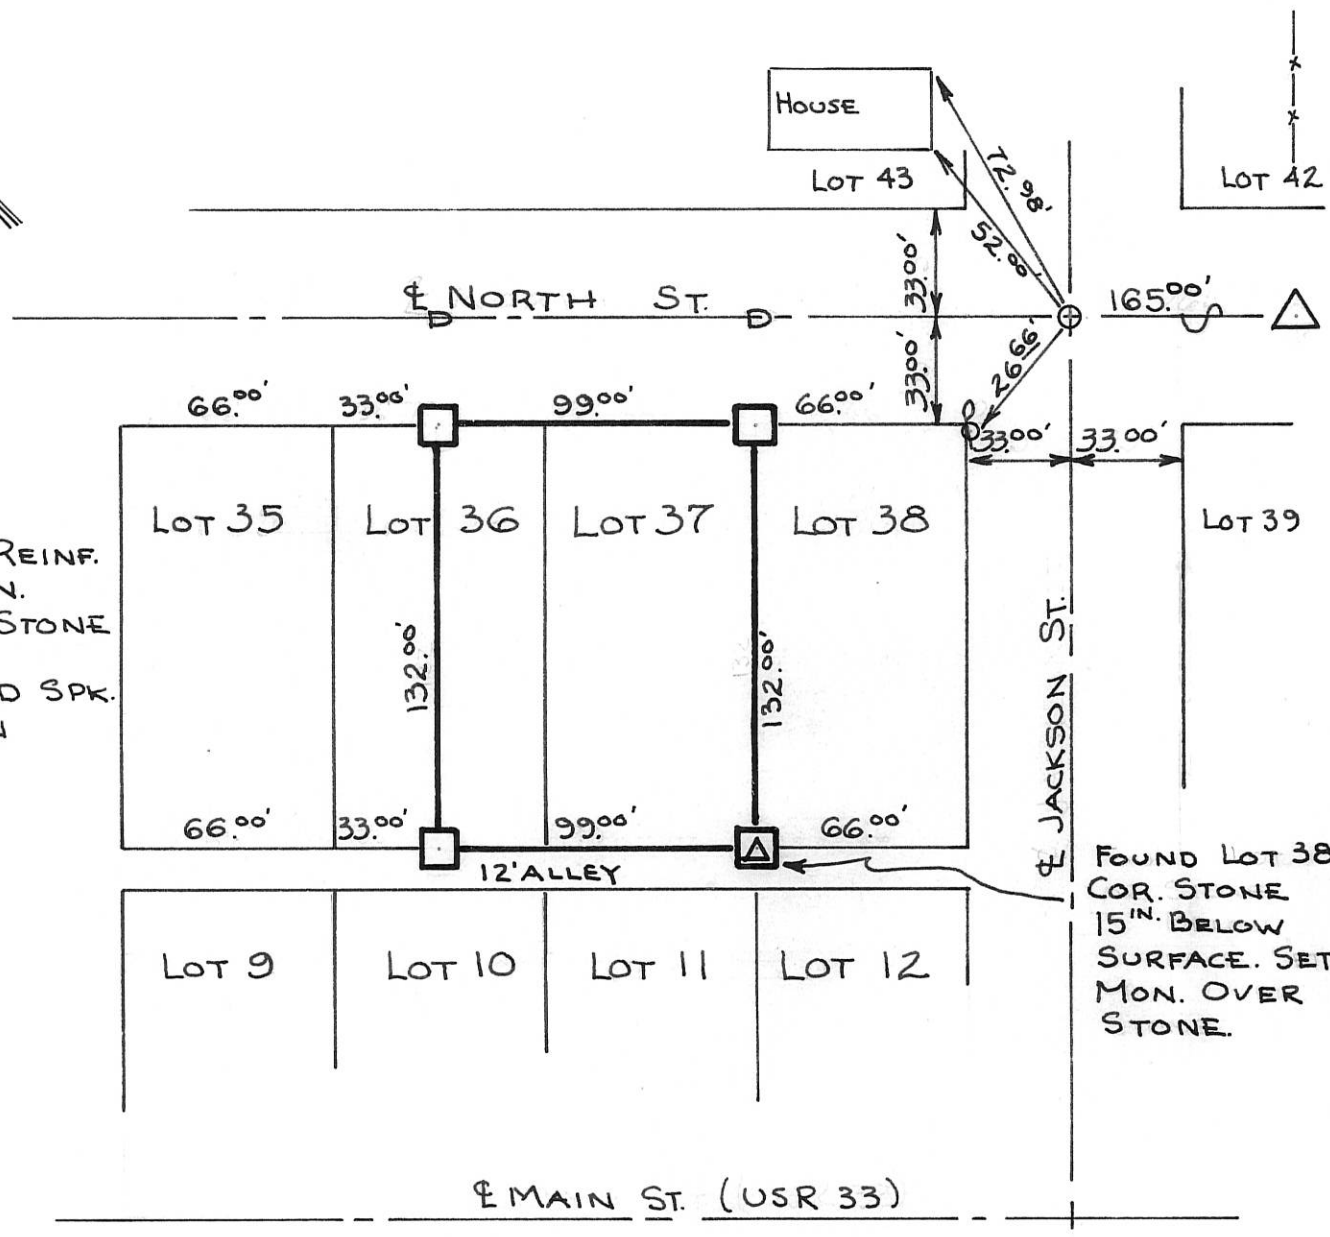 HOUSE
LOT 43
LOT 42
72.98'
52.00'
33.00'
℄ NORTH ST.
165.00'
33.00'
26.66'
66.00'
33.00'
99.00'
66.00'
33.00'
33.00'
LOT 35
LOT 36
LOT 37
LOT 38
LOT 39
REINF.
N.
STONE
D SPK.
132.00'
132.00'
℄ JACKSON ST.
66.00'
33.00'
99.00'
66.00'
12' ALLEY
FOUND LOT 38
COR. STONE
15IN. BELOW
SURFACE. SET
MON. OVER
STONE.
LOT 9
LOT 10
LOT 11
LOT 12
℄ MAIN ST. (USR 33)